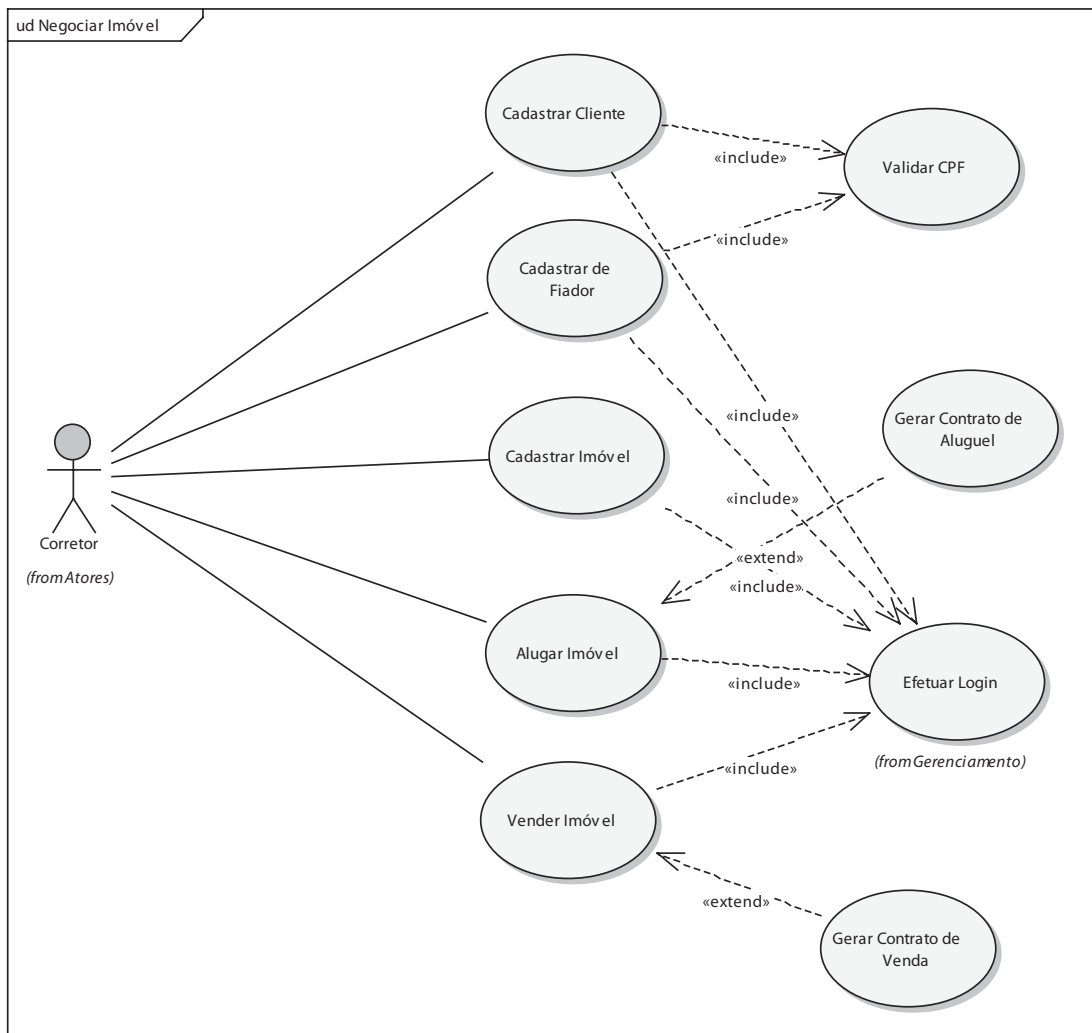 ud Negociar Imóvel
Cadastrar Cliente
«include»
Validar CPF
Cadastrar de
Fiador
«include»
«include»
Gerar Contrato de
Aluguel
Cadastrar Imóvel
«include»
Corretor
(from Atores)
«extend»
«include»
Alugar Imóvel
«include»
Efetuar Login
(from Gerenciamento)
«include»
Vender Imóvel
«extend»
Gerar Contrato de
Venda